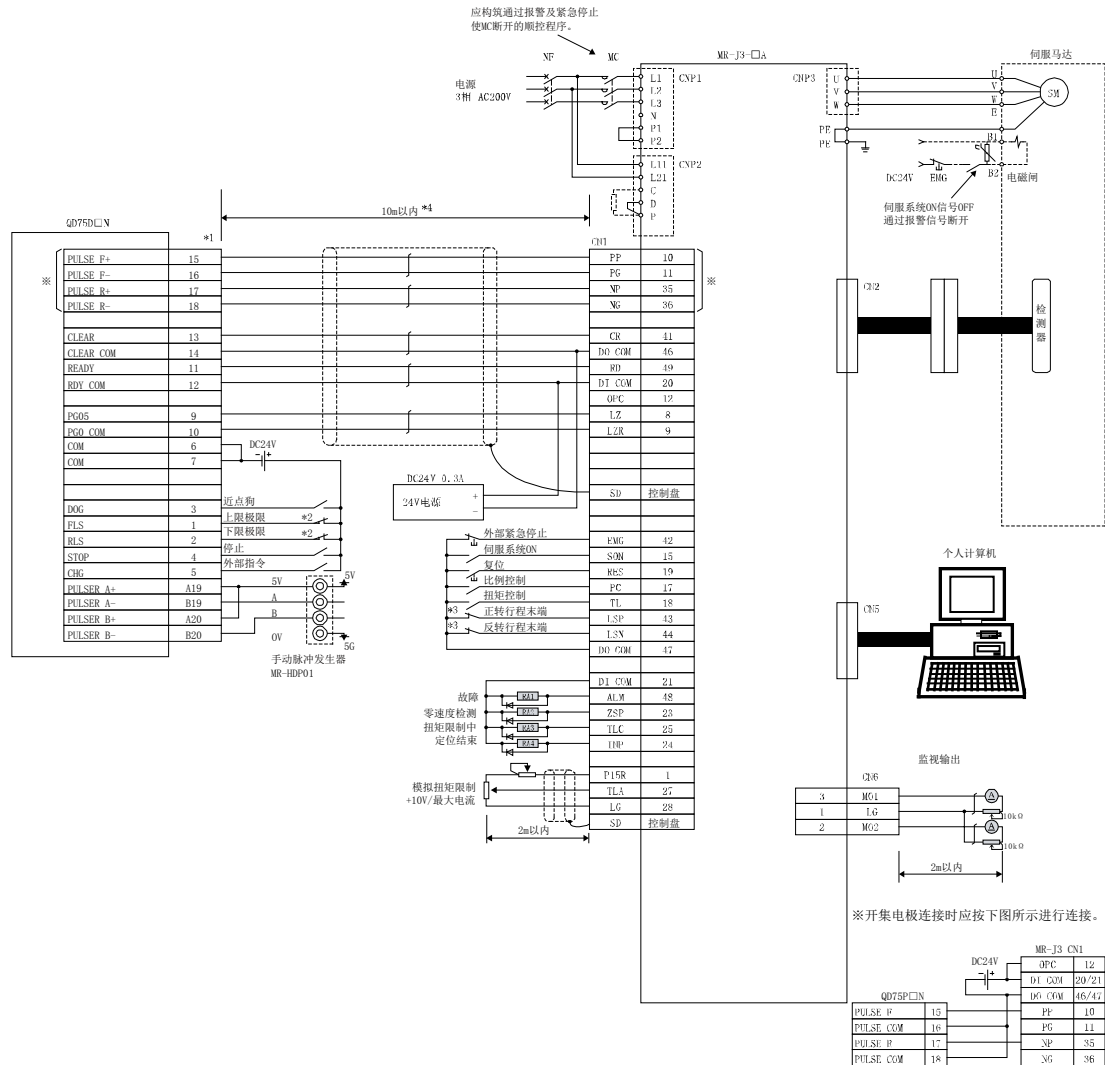 应构筑通过报警及紧急停止
使MC断开的顺控程序。
NF
MC
MR-J3-□A
伺服马达
电源
3相 AC200V
L1
CNP1
L2
L3
N
P1
P2
L11
CNP2
L21
C
D
P
CNP3
U
V
W
U
V
W
E
SM
PE
PE
B1
B2
DC24V
EMG
电磁闸
伺服系统ON信号OFF
通过报警信号断开
10m以内 *4
QD75D□N
*1
CN1
※
PULSE F+ 15
PULSE F- 16
PULSE R+ 17
PULSE R- 18
CLEAR 13
CLEAR COM 14
READY 11
RDY COM 12
PG05 9
PG0 COM 10
COM 6
COM 7
DOG 3
FLS 1
RLS 2
STOP 4
CHG 5
PULSER A+ A19
PULSER A- B19
PULSER B+ A20
PULSER B- B20
DC24V
- +
近点狗
上限极限 *2
下限极限 *2
停止
外部指令
5V
A
B
0V
5V
5G
手动脉冲发生器
MR-HDP01
PP 10
PG 11
NP 35
NG 36
※
CR 41
DO COM 46
RD 49
DI COM 20
OPC 12
LZ 8
LZR 9
SD 控制盘
DC24V 0.3A
24V电源
+
-
外部紧急停止
伺服系统ON
复位
比例控制
扭矩控制
*3 正转行程末端
*3 反转行程末端
EMG 42
SON 15
RES 19
PC 17
TL 18
LSP 43
LSN 44
DO COM 47
DI COM 21
ALM 48
ZSP 23
TLC 25
INP 24
故障
零速度检测
扭矩限制中
定位结束
RA1
RA2
RA3
RA4
P15R 1
TLA 27
LG 28
SD 控制盘
模拟扭矩限制
+10V/最大电流
2m以内
CN2
检
测
器
个人计算机
CN5
监视输出
CN6
3 MO1
1 LG
2 MO2
A
10kΩ
A
10kΩ
2m以内
※开集电极连接时应按下图所示进行连接。
MR-J3 CN1
DC24V
- +
OPC 12
DI COM 20/21
DO COM 46/47
PP 10
PG 11
NP 35
NG 36
QD75P□N
PULSE F 15
PULSE COM 16
PULSE R 17
PULSE COM 18